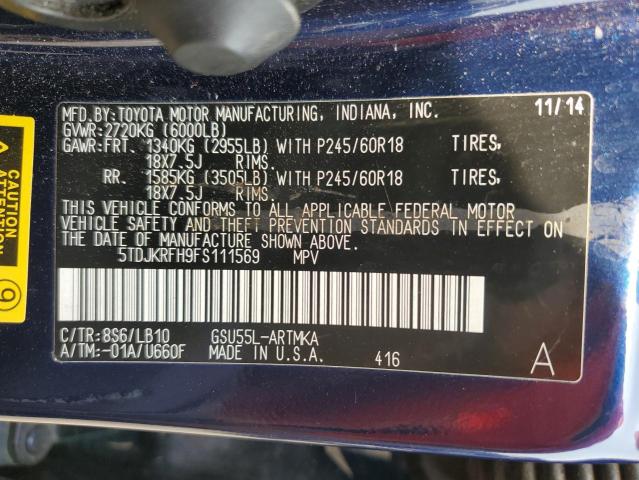 MFD.BY:TOYOTA MOTOR MANUFACTURING, INDIANA, INC. 11/14
GVWR:2720KG (6000LB)
GAWR:FRT. 1340KG (2955LB) WITH P245/60R18 TIRES,
18X7.5J RIMS,
RR. 1585KG (3505LB) WITH P245/60R18 TIRES,
18X7.5J RIMS.
THIS VEHICLE CONFORMS TO ALL APPLICABLE FEDERAL MOTOR
VEHICLE SAFETY AND THEFT PREVENTION STANDARDS IN EFFECT ON
THE DATE OF MANUFACTURE SHOWN ABOVE.
5TDJKRFH9FS111569 MPV
C/TR:8S6/LB10 GSU55L-ARTMKA
A/TM:-01A/U660F MADE IN U.S.A. 416 A
CAUTION
9